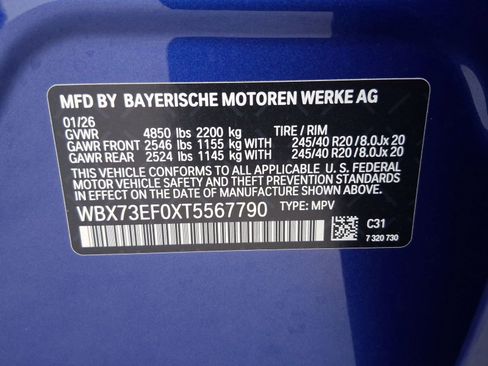 MFD BY BAYERISCHE MOTOREN WERKE AG
01/26
GVWR 4850 lbs 2200 kg TIRE / RIM
GAWR FRONT 2546 lbs 1155 kg WITH 245/40 R20 / 8.0Jx 20
GAWR REAR 2524 lbs 1145 kg WITH 245/40 R20 / 8.0Jx 20
THIS VEHICLE CONFORMS TO ALL APPLICABLE U. S. FEDERAL
MOTOR VEHICLE SAFETY, BUMPER, AND THEFT PREVENTION
STANDARDS IN EFFECT ON THE DATE OF MANUFACTURE SHOWN ABOVE.
WBX73EF0XT5567790 TYPE: MPV
C31
7 320 730